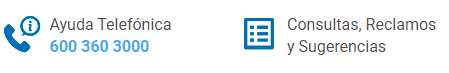 Ayuda Telefónica
600 360 3000
Consultas, Reclamos
y Sugerencias